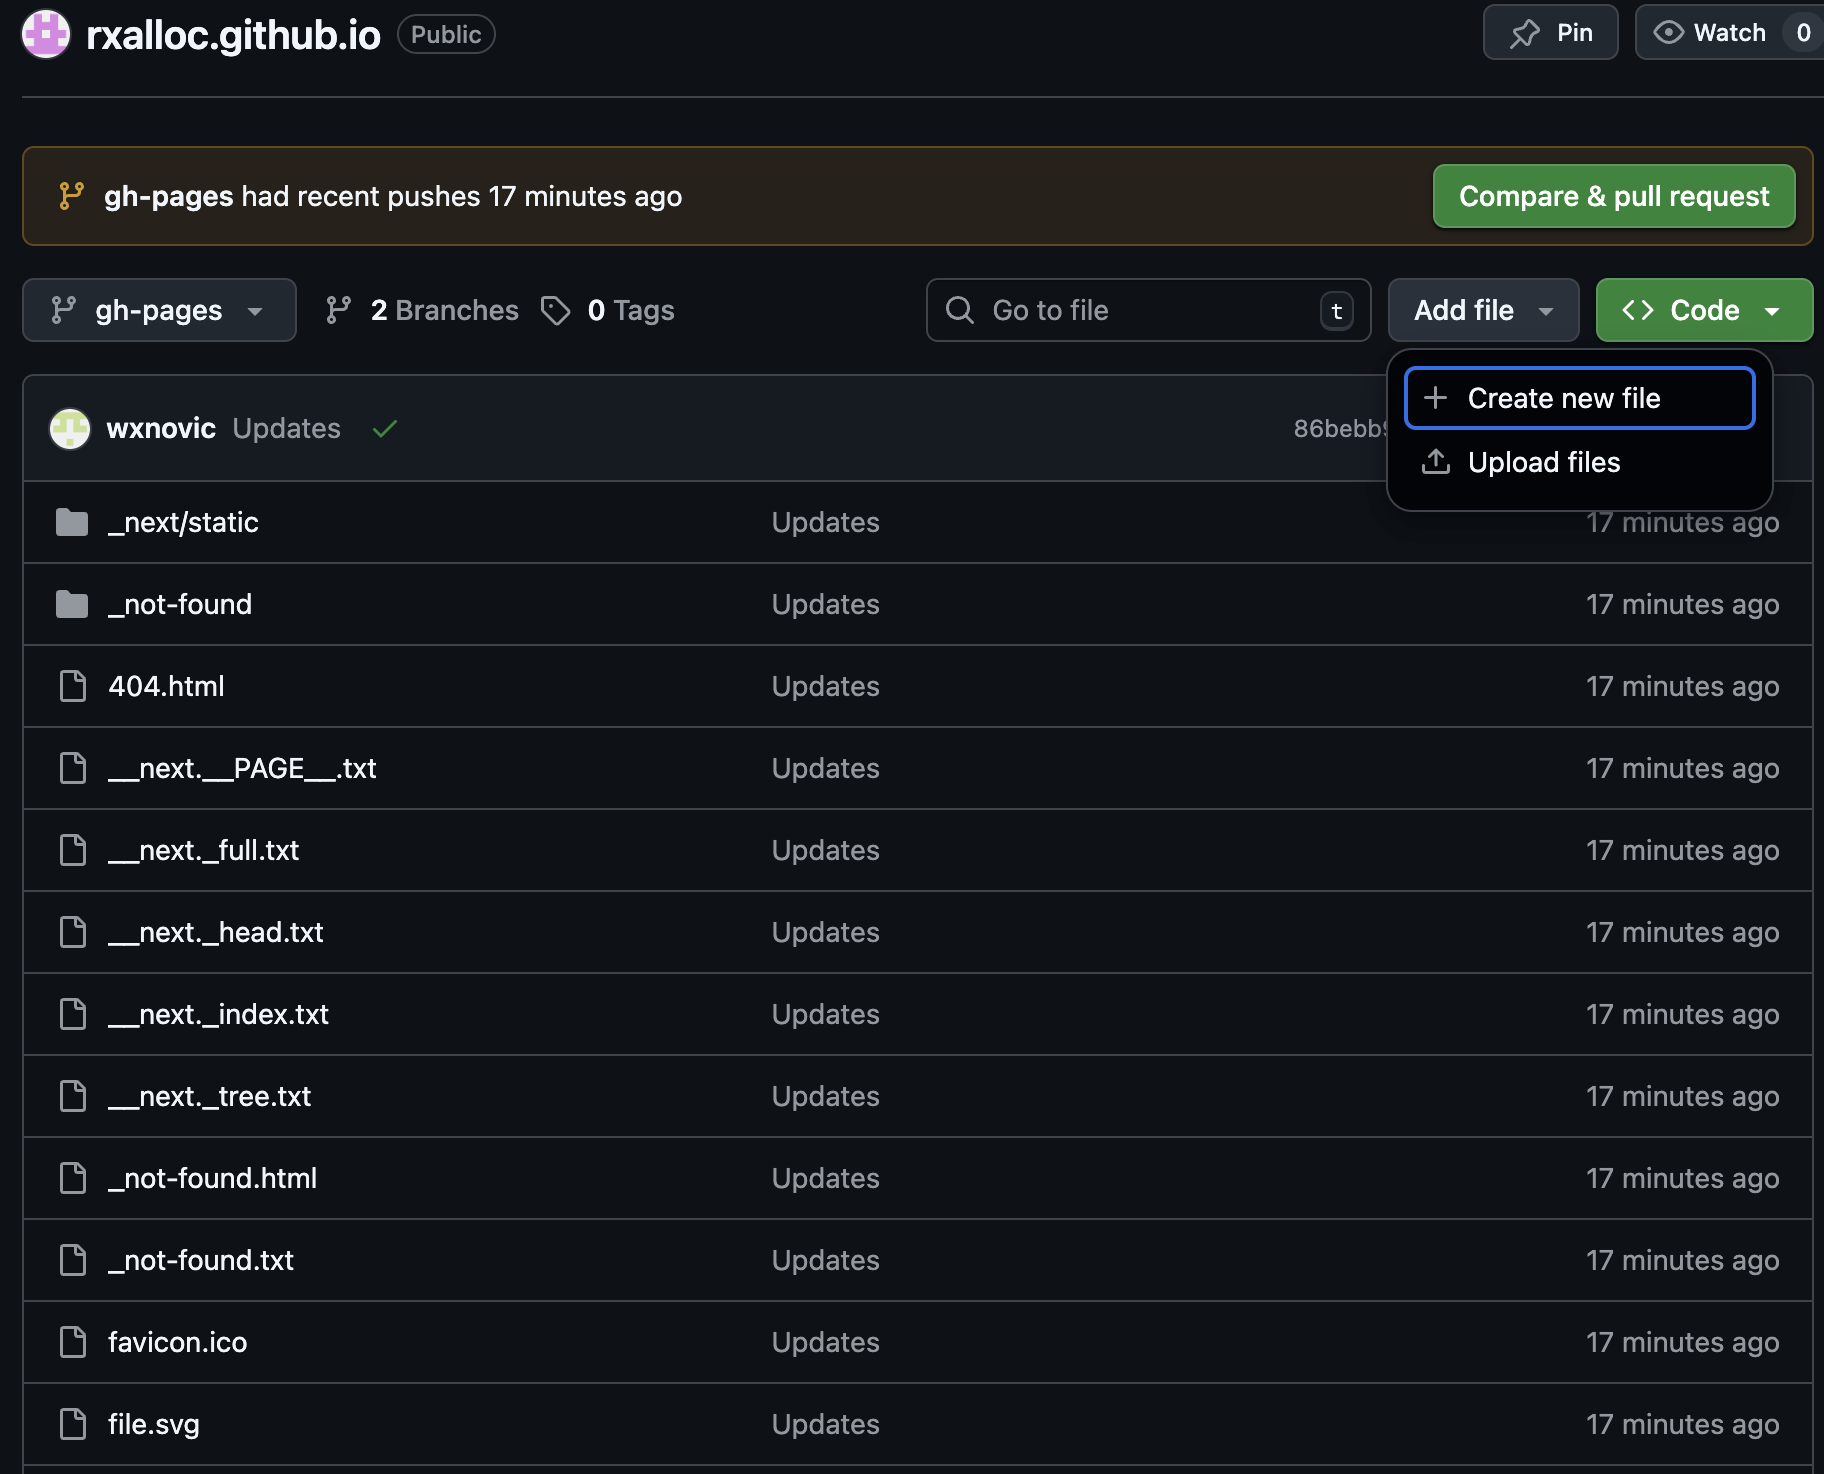 rxalloc.github.io Public Pin Watch 0
gh-pages had recent pushes 17 minutes ago Compare & pull request
gh-pages 2 Branches 0 Tags Go to file t Add file Code
Create new file
wxnovic Updates 86bebb
Upload files
_next/static Updates 17 minutes ago
_not-found Updates 17 minutes ago
404.html Updates 17 minutes ago
__next.__PAGE__.txt Updates 17 minutes ago
__next._full.txt Updates 17 minutes ago
__next._head.txt Updates 17 minutes ago
__next._index.txt Updates 17 minutes ago
__next._tree.txt Updates 17 minutes ago
_not-found.html Updates 17 minutes ago
_not-found.txt Updates 17 minutes ago
favicon.ico Updates 17 minutes ago
file.svg Updates 17 minutes ago